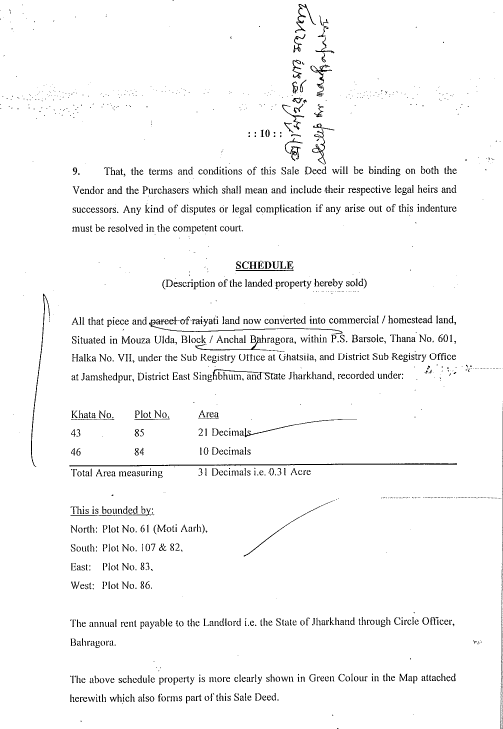 :: 10 ::
9. That, the terms and conditions of this Sale Deed will be binding on both the
Vendor and the Purchasers which shall mean and include their respective legal heirs and
successors. Any kind of disputes or legal complication if any arise out of this indenture
must be resolved in the competent court.
SCHEDULE
(Description of the landed property hereby sold)
All that piece and parcel of raiyati land now converted into commercial / homestead land,
Situated in Mouza Ulda, Block / Anchal Bahragora, within P.S. Barsole, Thana No. 601,
Halka No. VII, under the Sub Registry Office at Ghatsila, and District Sub Registry Office
at Jamshedpur, District East Singhbhum, and State Jharkhand, recorded under:
Khata No. Plot No. Area
43 85 21 Decimals
46 84 10 Decimals
Total Area measuring 31 Decimals i.e. 0.31 Acre
This is bounded by:
North: Plot No. 61 (Moti Aarh),
South: Plot No. 107 & 82,
East: Plot No. 83,
West: Plot No. 86.
The annual rent payable to the Landlord i.e. the State of Jharkhand through Circle Officer,
Bahragora.
The above schedule property is more clearly shown in Green Colour in the Map attached
herewith which also forms part of this Sale Deed.